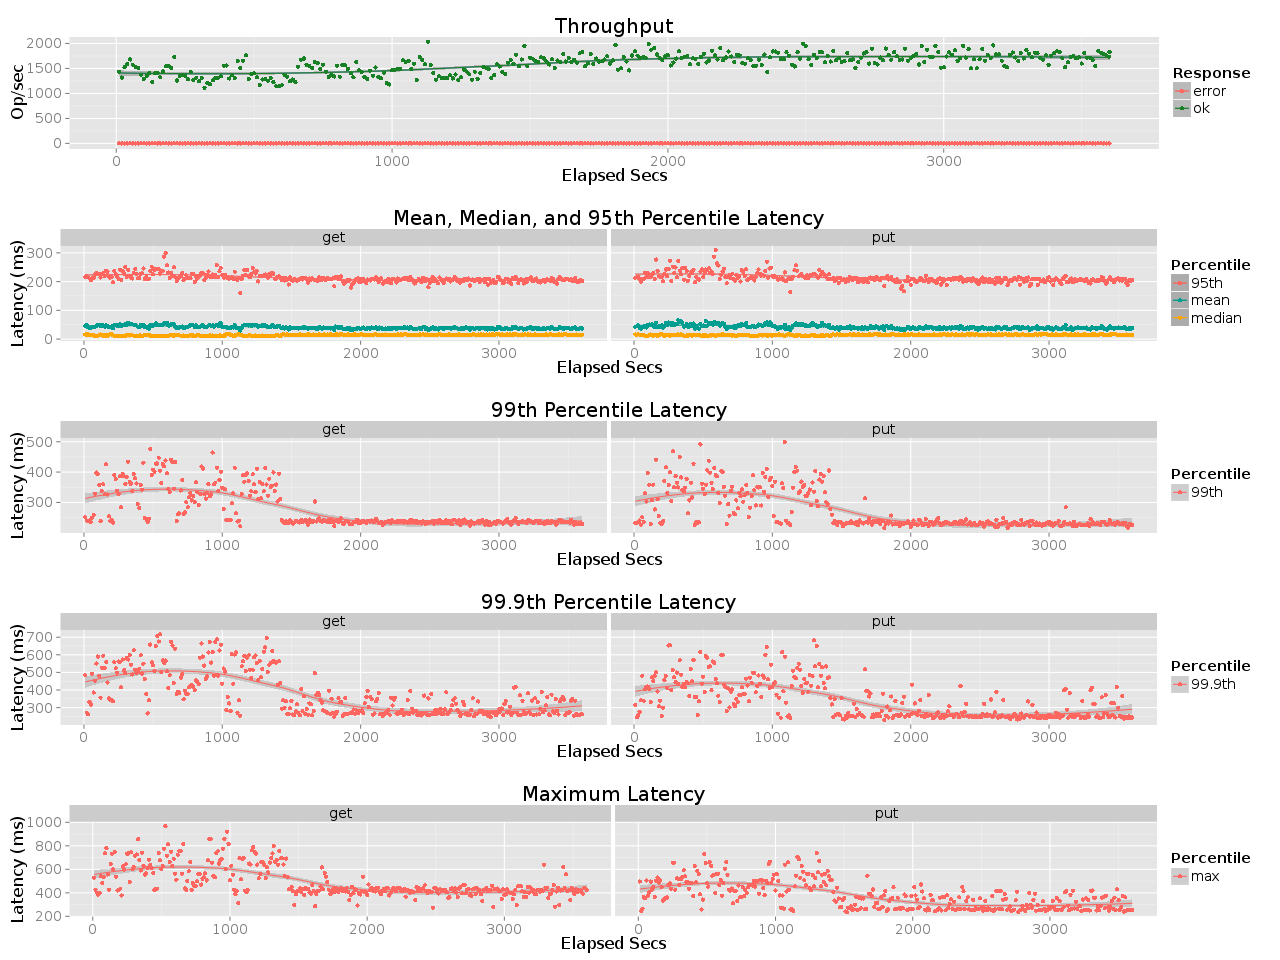 Throughput
2000
1500
1000
500
0
Op/sec
0 1000 2000 3000
Elapsed Secs
Response
error
ok
Mean, Median, and 95th Percentile Latency
get put
300
200
100
0
Latency (ms)
0 1000 2000 3000 0 1000 2000 3000
Elapsed Secs
Percentile
95th
mean
median
99th Percentile Latency
get put
500
400
300
Latency (ms)
0 1000 2000 3000 0 1000 2000 3000
Elapsed Secs
Percentile
99th
99.9th Percentile Latency
get put
700
600
500
400
300
Latency (ms)
0 1000 2000 3000 0 1000 2000 3000
Elapsed Secs
Percentile
99.9th
Maximum Latency
get put
1000
800
600
400
200
Latency (ms)
0 1000 2000 3000 0 1000 2000 3000
Elapsed Secs
Percentile
max